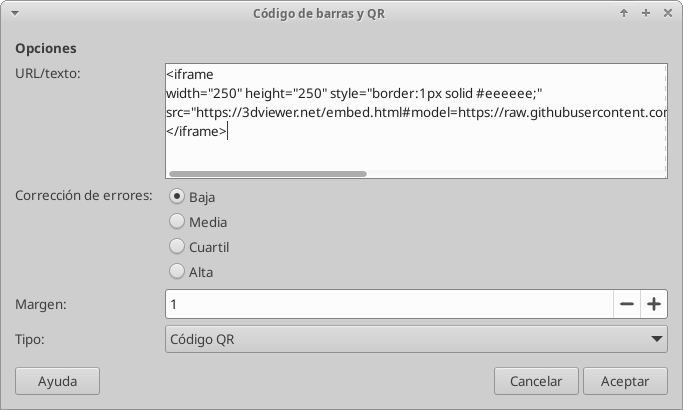 Código de barras y QR
Opciones
URL/texto:
<iframe
width="250" height="250" style="border:1px solid #eeeeee;"
src="https://3dviewer.net/embed.html#model=https://raw.githubusercontent.co
</iframe>
Corrección de errores:
Baja
Media
Cuartil
Alta
Margen:
1
Tipo:
Código QR
Ayuda
Cancelar
Aceptar